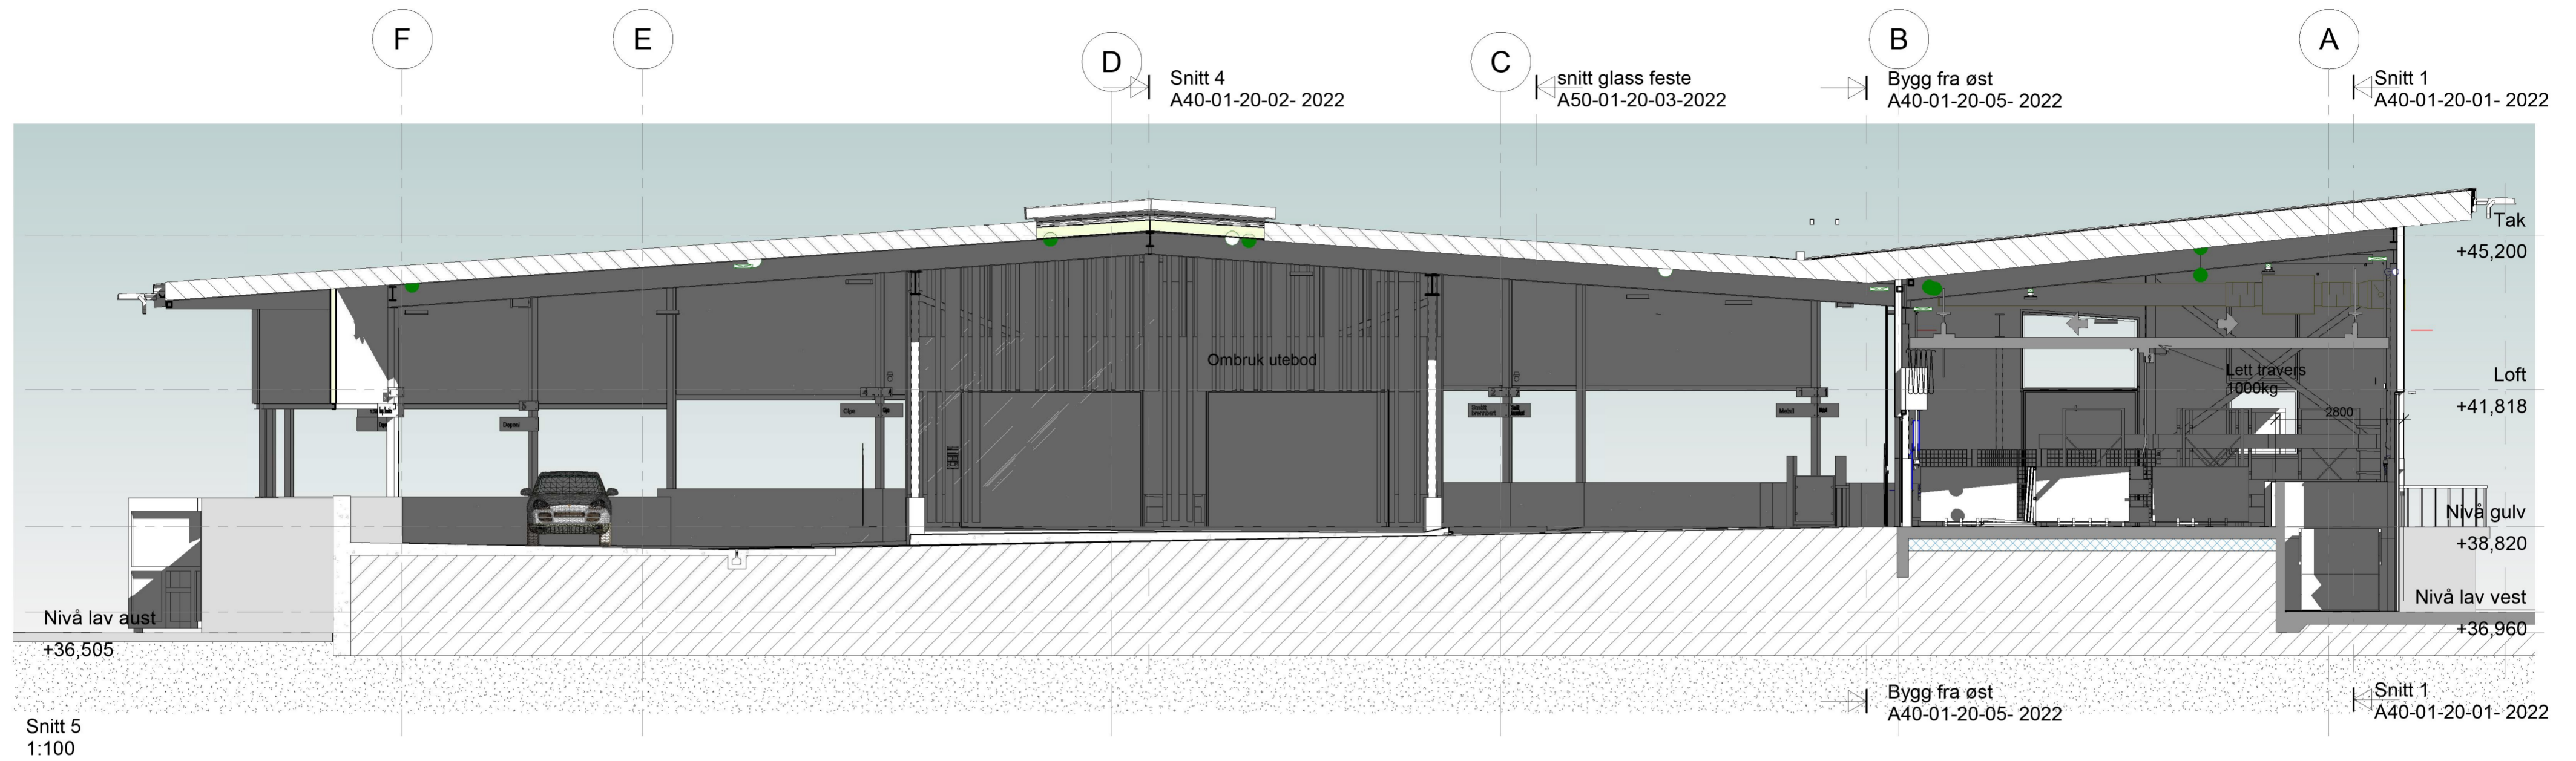 F
E
D
C
B
A
Snitt 4
A40-01-20-02- 2022
snitt glass feste
A50-01-20-03-2022
Bygg fra øst
A40-01-20-05- 2022
Snitt 1
A40-01-20-01- 2022
Tak
+45,200
Ombruk utebod
Lett travers
1000kg
Loft
+41,818
2800
Deponi
Nivå gulv
+38,820
Nivå lav aust
+36,505
Nivå lav vest
+36,960
Bygg fra øst
A40-01-20-05- 2022
Snitt 1
A40-01-20-01- 2022
Snitt 5
1:100